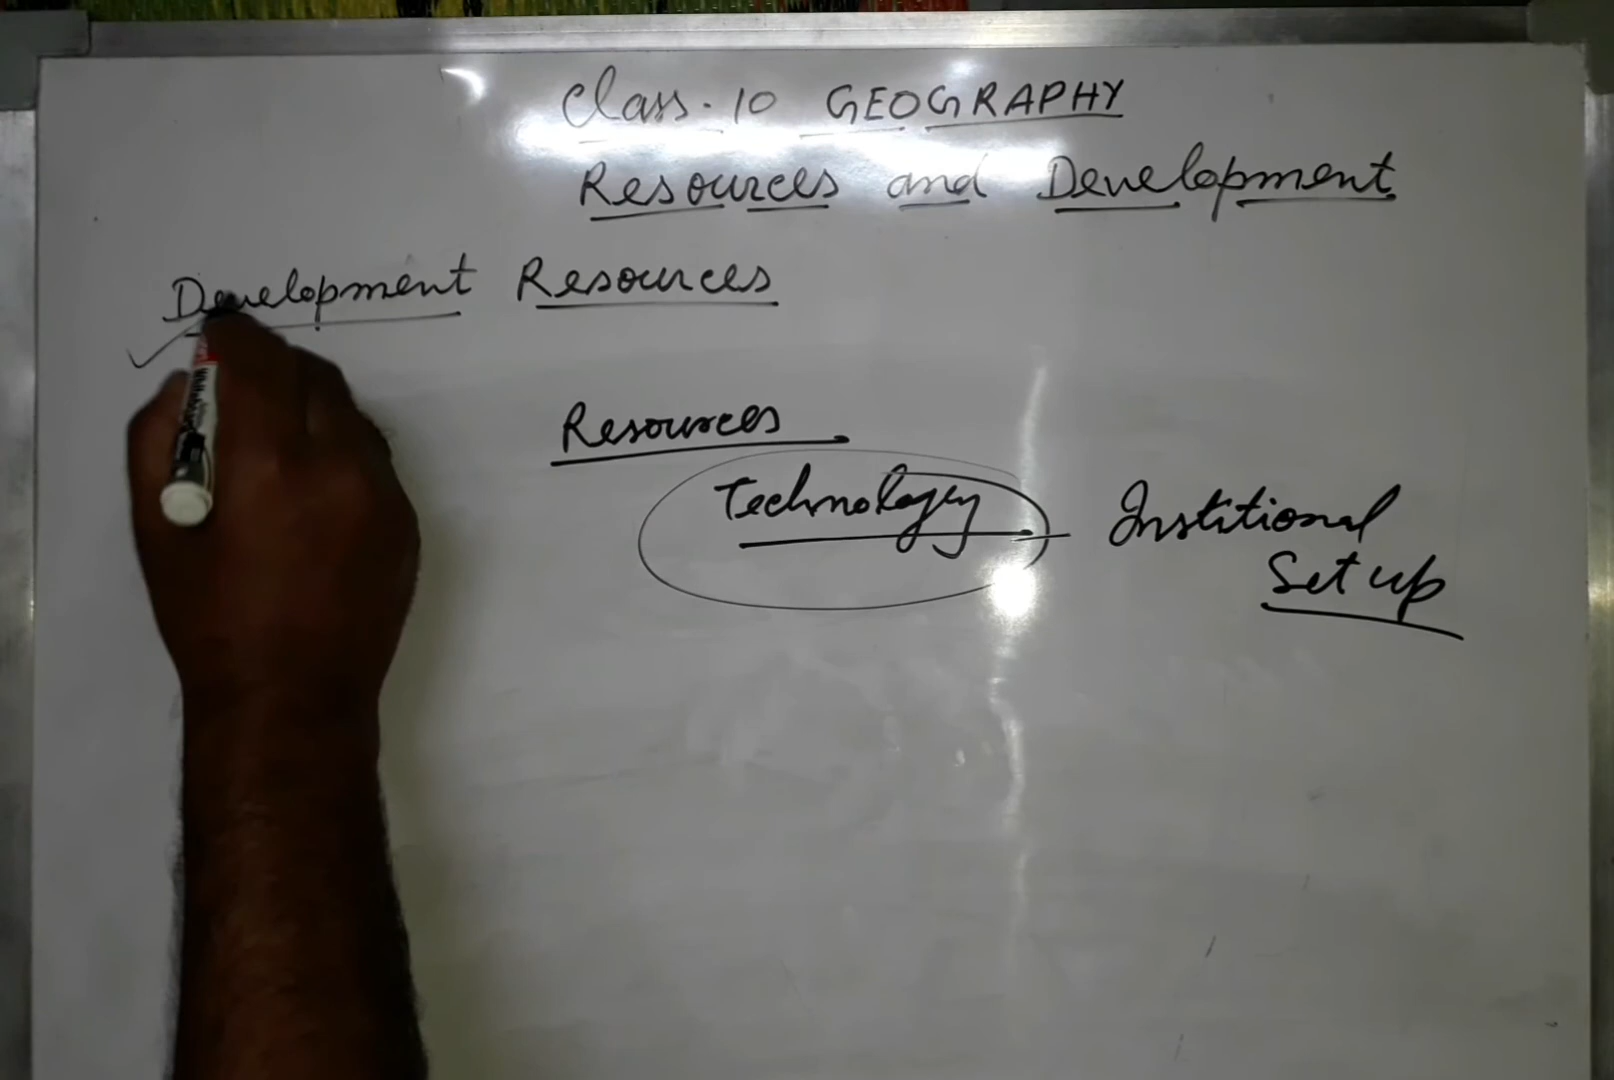 Class-10 GEOGRAPHY
Resources and Development
Development Resources
Resources
Technology Institional
Set up